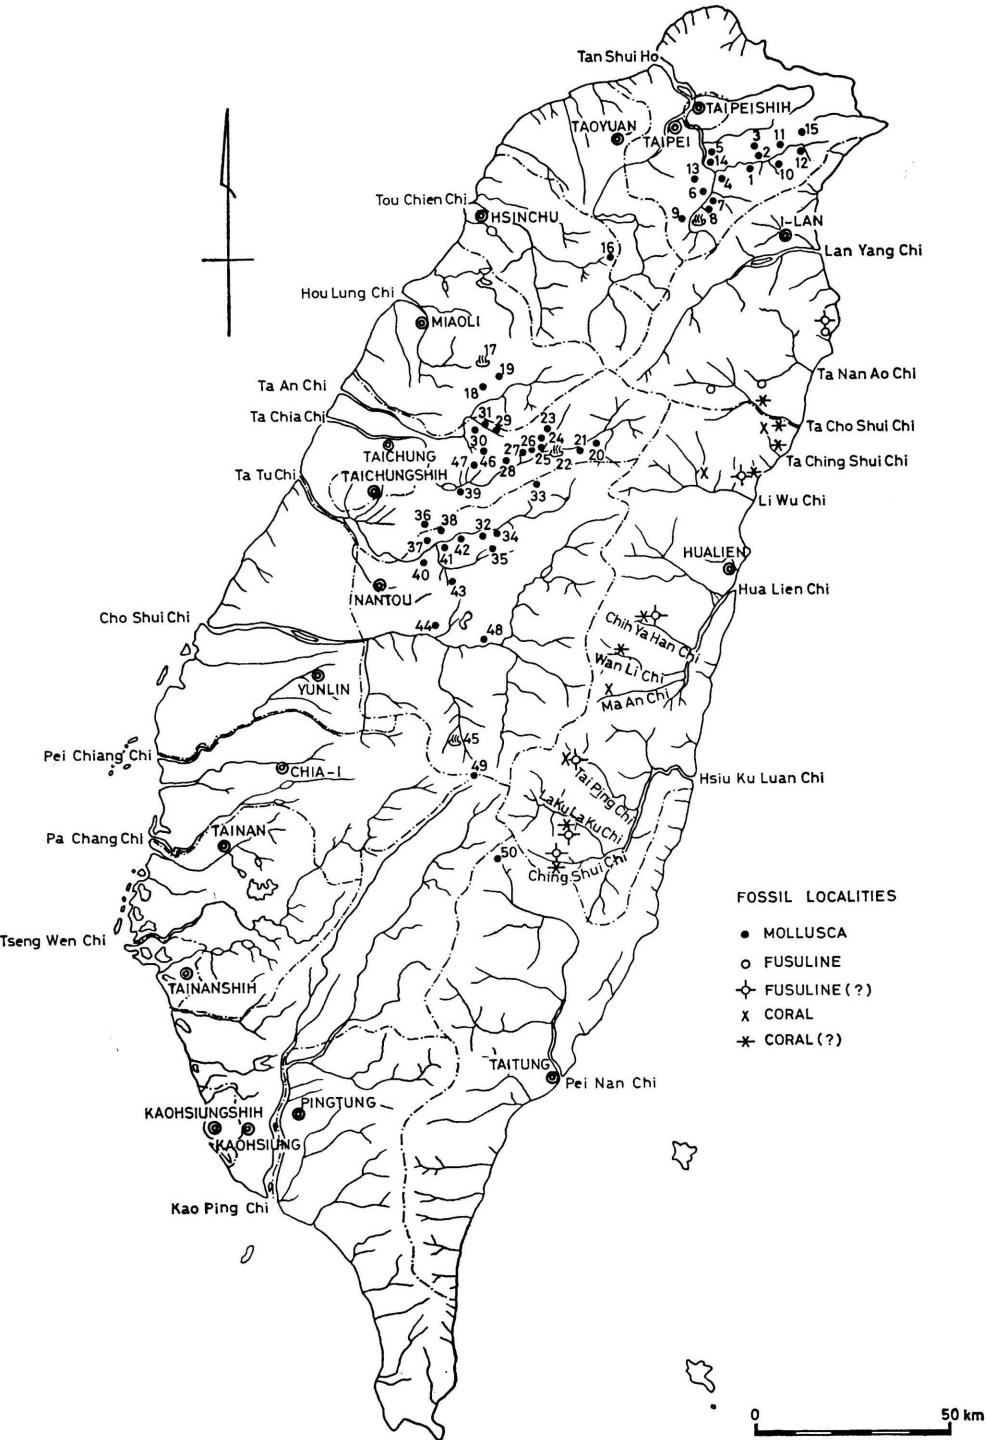 Tan Shui Ho
TAIPEISHIH
TAOYUAN
TAIPEI
3
11
15
5
2
12
14
1
10
13
4
6
7
9
8
Tou Chien Chi
HSINCHU
I-LAN
16
Lan Yang Chi
Hou Lung Chi
MIAOLI
17
19
18
Ta Nan Ao Chi
Ta An Chi
Ta Chia Chi
31
29
23
Ta Cho Shui Chi
30
26
24
21
TAICHUNG
27
25
22
20
Ta Ching Shui Chi
47
46
28
Ta Tu Chi
TAICHUNGSHIH
39
33
Li Wu Chi
36
38
32
34
37
42
HUALIEN
41
35
40
43
NANTOU
Hua Lien Chi
Cho Shui Chi
44
48
Chih Ya Han Chi
Wan Li Chi
YUNLIN
Ma An Chi
45
Pei Chiang Chi
CHIA-I
49
Tai Ping Chi
Hsiu Ku Luan Chi
LaKuLaKuChi
Pa Chang Chi
TAINAN
50
Ching Shui Chi
FOSSIL LOCALITIES
MOLLUSCA
Tseng Wen Chi
FUSULINE
TAINANSHIH
FUSULINE(?)
CORAL
CORAL(?)
TAITUNG
Pei Nan Chi
KAOHSIUNGSHIH
PINGTUNG
KAOHSIUNG
Kao Ping Chi
0
50 km